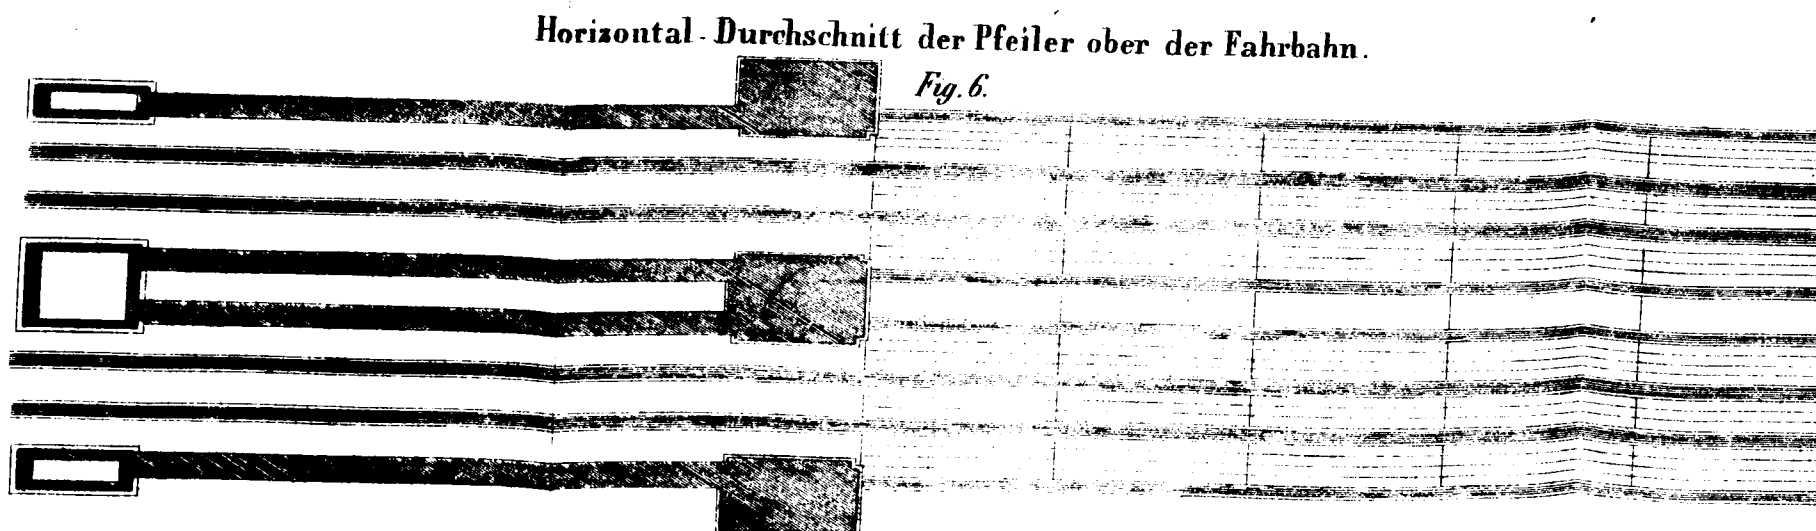 Horizontal-Durchschnitt der Pfeiler ober der Fahrbahn.
Fig. 6.